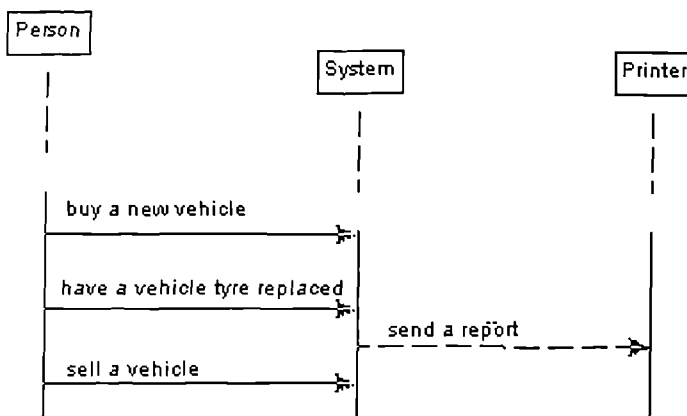 Person
System
Printer
buy a new vehicle
have a vehicle tyre replaced
send a report
sell a vehicle